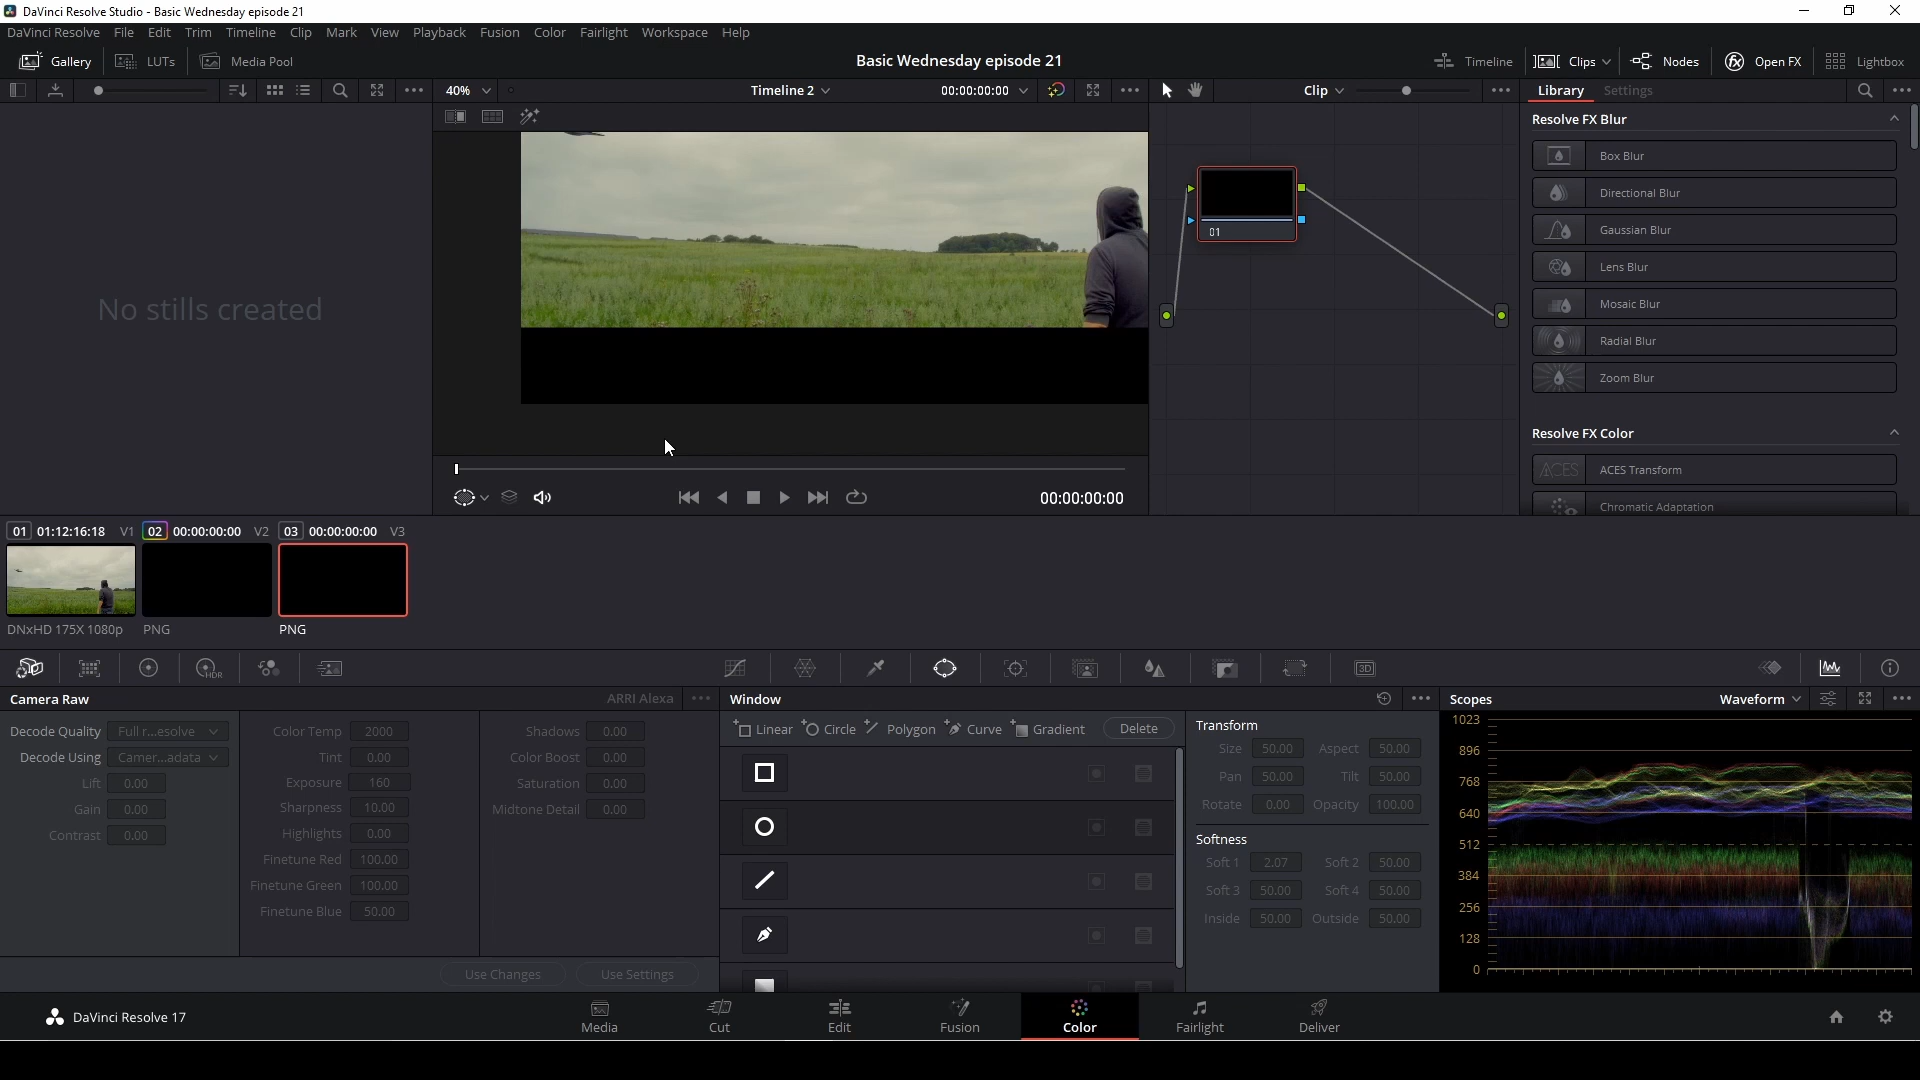 DaVinci Resolve Studio - Basic Wednesday episode 21
DaVinci Resolve File Edit Trim Timeline Clip Mark View Playback Fusion Color Fairlight Workspace Help
Gallery LUTs Media Pool Basic Wednesday episode 21 Timeline Clips Nodes Open FX Lightbox
40% Timeline 2 00:00:00:00 Clip Library Settings
Resolve FX Blur
Box Blur
Directional Blur
01
Gaussian Blur
Lens Blur
Mosaic Blur
No stills created
Radial Blur
Zoom Blur
Resolve FX Color
ACES ACES Transform
00:00:00:00
Chromatic Adaptation
01 01:12:16:18 V1 02 00:00:00:00 V2 03 00:00:00:00 V3
DNxHD 175X 1080p PNG PNG
HDR 3D
Camera Raw ARRI Alexa Window Scopes Waveform
Decode Quality Full r...esolve Color Temp 2000 Shadows 0.00 Linear Circle Polygon Curve Gradient Delete Transform 1023
Decode Using Camer...adata Tint 0.00 Color Boost 0.00 Size 50.00 Aspect 50.00 896
Lift 0.00 Exposure 160 Saturation 0.00 Pan 50.00 Tilt 50.00 768
Gain 0.00 Sharpness 10.00 Midtone Detail 0.00 Rotate 0.00 Opacity 100.00 640
Contrast 0.00 Highlights 0.00 Softness 512
Finetune Red 100.00 Soft 1 2.07 Soft 2 50.00 384
Finetune Green 100.00 Soft 3 50.00 Soft 4 50.00 256
Finetune Blue 50.00 Inside 50.00 Outside 50.00 128
Use Changes Use Settings 0
DaVinci Resolve 17 Media Cut Edit Fusion Color Fairlight Deliver